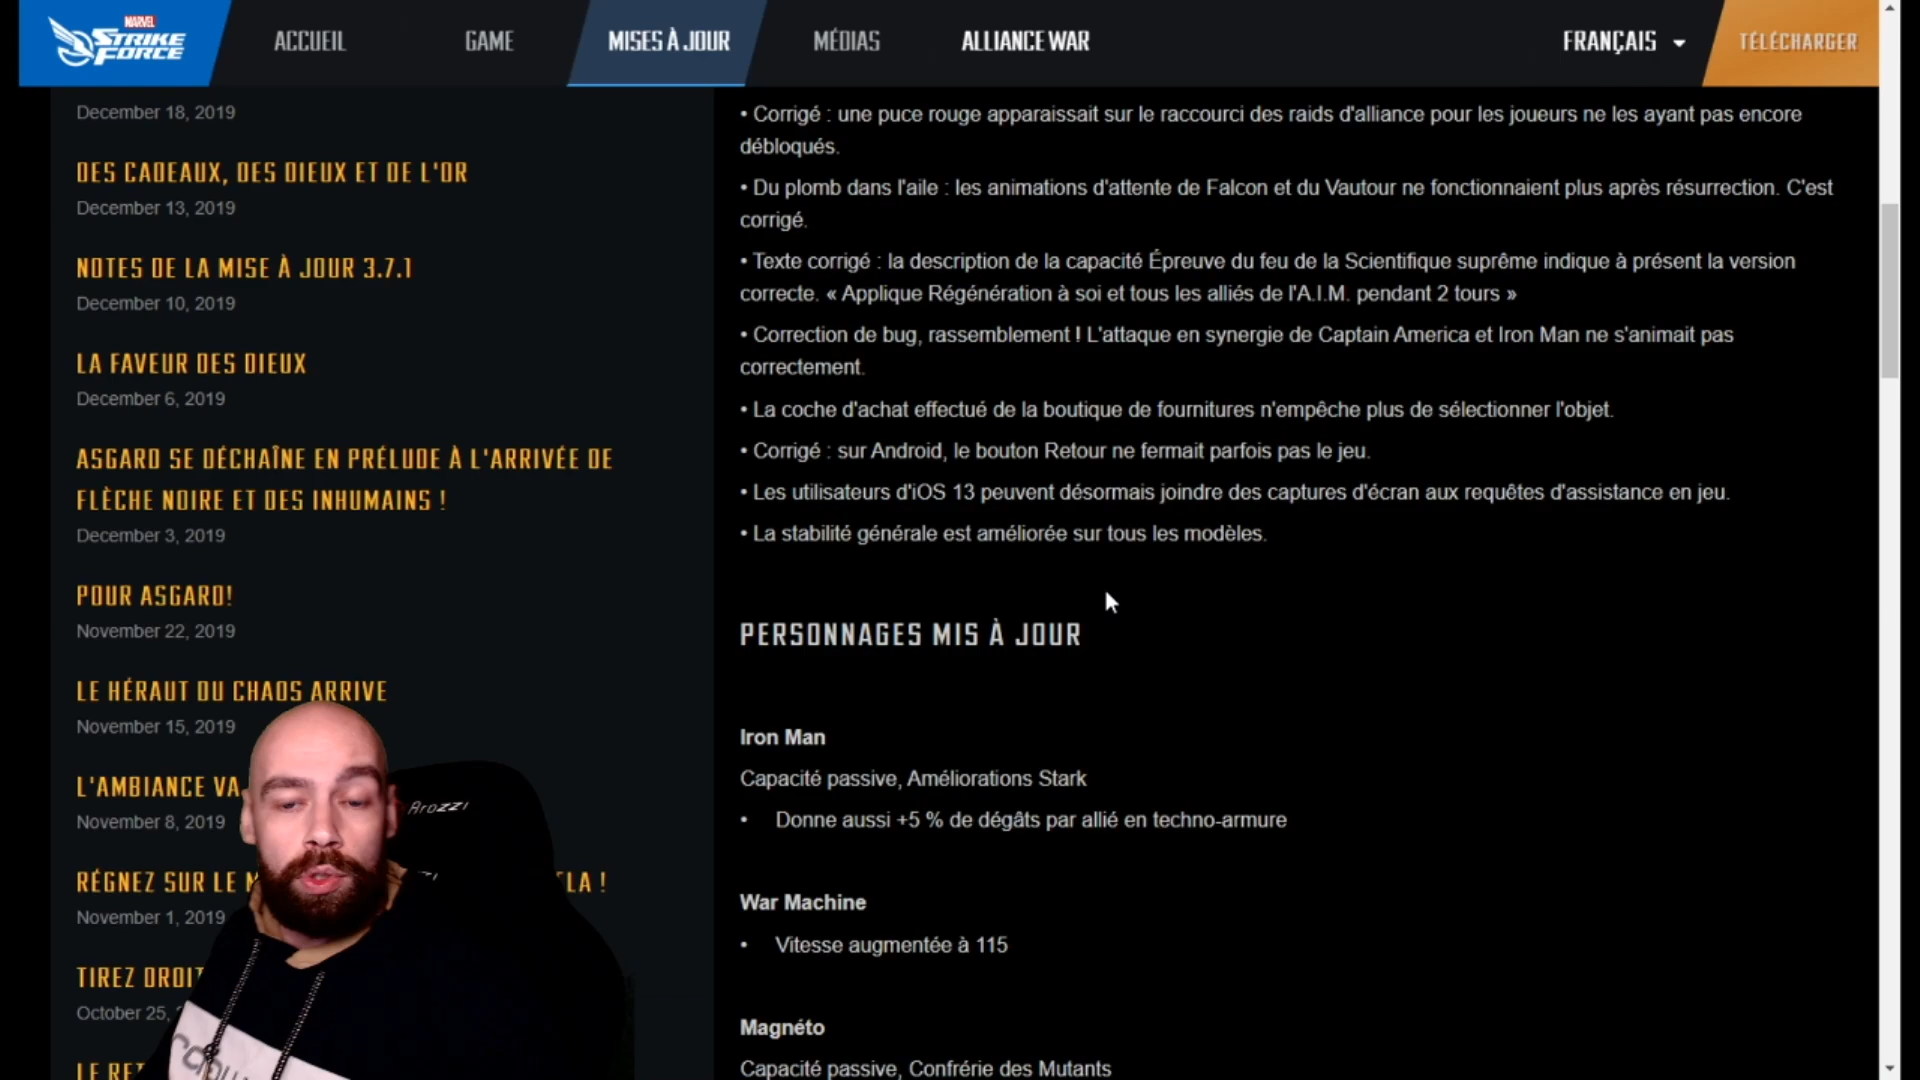 MARVEL
STRIKE
FORCE
ACCUEIL
GAME
MISES À JOUR
MÉDIAS
ALLIANCE WAR
FRANÇAIS
TÉLÉCHARGER
December 18, 2019
DES CADEAUX, DES DIEUX ET DE L'OR
December 13, 2019
NOTES DE LA MISE À JOUR 3.7.1
December 10, 2019
LA FAVEUR DES DIEUX
December 6, 2019
ASGARD SE DÉCHAÎNE EN PRÉLUDE À L'ARRIVÉE DE
FLÈCHE NOIRE ET DES INHUMAINS !
December 3, 2019
POUR ASGARD!
November 22, 2019
LE HÉRAUT DU CHAOS ARRIVE
November 15, 2019
L'AMBIANCE VA
November 8, 2019
RÉGNEZ SUR LE
November 1, 2019
TIREZ DROIT
October 25,
• Corrigé : une puce rouge apparaissait sur le raccourci des raids d'alliance pour les joueurs ne les ayant pas encore
débloqués.
• Du plomb dans l'aile : les animations d'attente de Falcon et du Vautour ne fonctionnaient plus après résurrection. C'est
corrigé.
• Texte corrigé : la description de la capacité Épreuve du feu de la Scientifique suprême indique à présent la version
correcte. « Applique Régénération à soi et tous les alliés de l'A.I.M. pendant 2 tours »
• Correction de bug, rassemblement ! L'attaque en synergie de Captain America et Iron Man ne s'animait pas
correctement.
• La coche d'achat effectué de la boutique de fournitures n'empêche plus de sélectionner l'objet.
• Corrigé : sur Android, le bouton Retour ne fermait parfois pas le jeu.
• Les utilisateurs d'iOS 13 peuvent désormais joindre des captures d'écran aux requêtes d'assistance en jeu.
• La stabilité générale est améliorée sur tous les modèles.
PERSONNAGES MIS À JOUR
Iron Man
Capacité passive, Améliorations Stark
• Donne aussi +5 % de dégâts par allié en techno-armure
War Machine
• Vitesse augmentée à 115
Magnéto
Capacité passive, Confrérie des Mutants
Arozzi